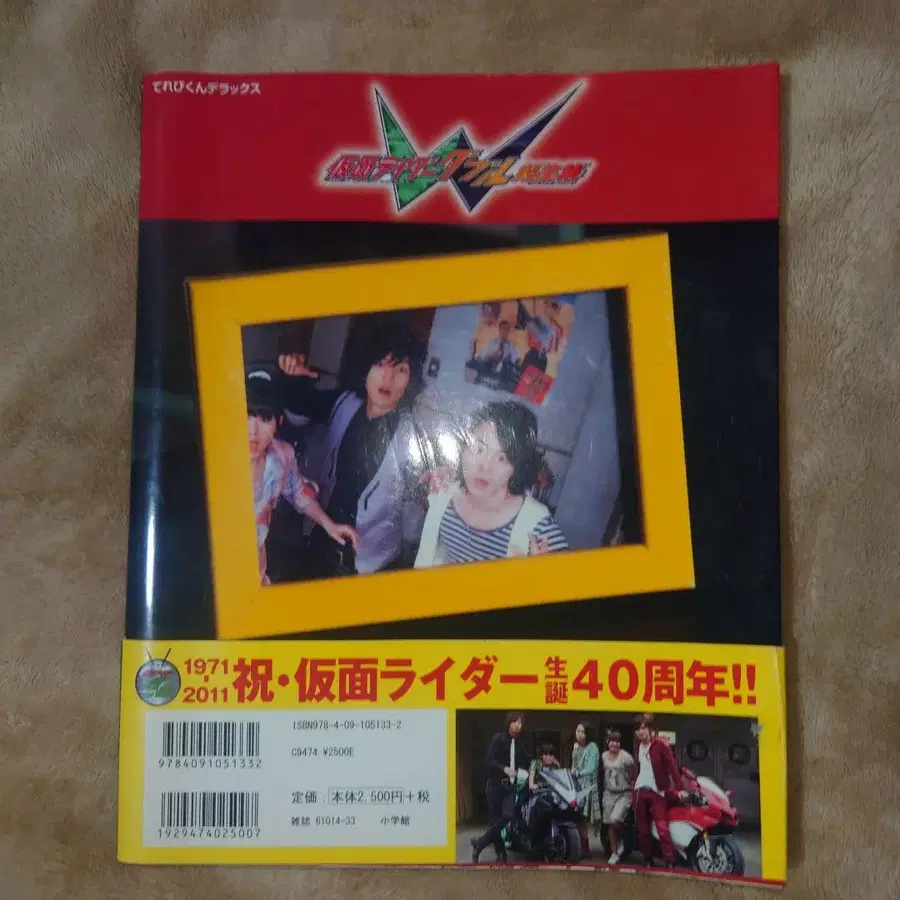 てれびくんデラックス
仮面ライダーダブル超全集
1971
-
2011
祝・仮面ライダー生誕40周年!!
ISBN978-4-09-105133-2
C9474 ¥2500E
9784091051332
定価:本体2,500円+税
1929474025007
雑誌 61014-33 小学館